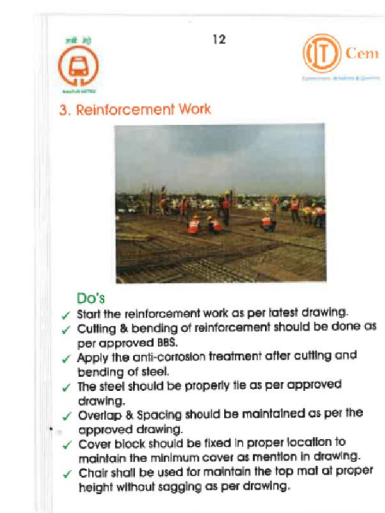 12
Cem
3. Reinforcement Work
Do's
✓ Start the reinforcement work as per latest drawing.
✓ Cutting & bending of reinforcement should be done as
per approved BBS.
✓ Apply the anti-corrosion treatment after cutting and
bending of steel.
✓ The steel should be properly tie as per approved
drawing.
✓ Overlap & Spacing should be maintained as per the
approved drawing.
✓ Cover block should be fixed in proper location to
maintain the minimum cover as mention in drawing.
✓ Chair shall be used for maintain the top mat at proper
height without sagging as per drawing.